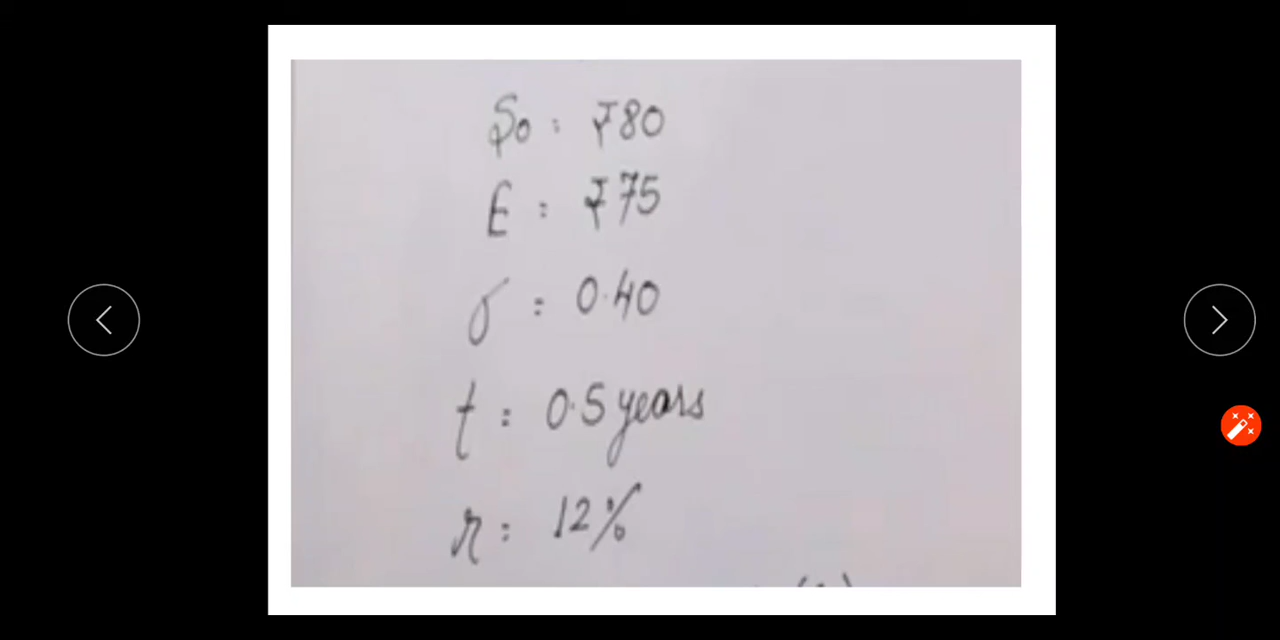 S₀ = ₹80
E = ₹75
σ = 0.40
t = 0.5 years
r = 12%